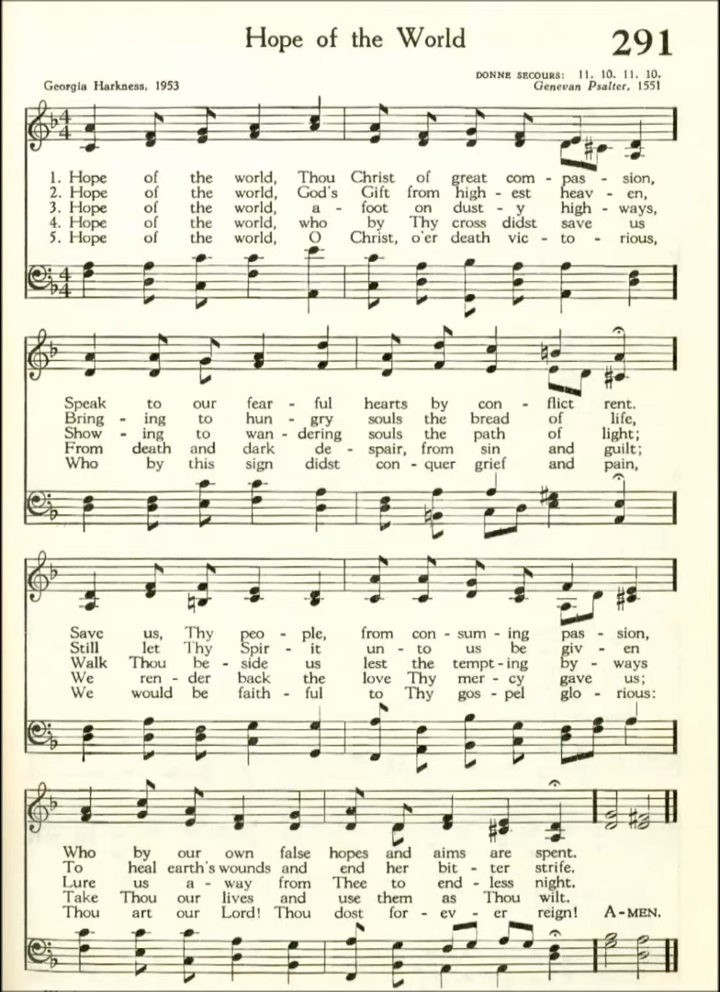 Hope of the World 291
DONNE SECOURS: 11. 10. 11. 10.
Georgia Harkness, 1953 Genevan Psalter, 1551
1. Hope of the world, Thou Christ of great com - pas - sion,
2. Hope of the world, God's Gift from high - est heav - en,
3. Hope of the world, a - foot on dust - y high - ways,
4. Hope of the world, who by Thy cross didst save us
5. Hope of the world, O Christ, o'er death vic - to - rious,
Speak to our fear - ful hearts by con - flict rent.
Bring - ing to hun - gry souls the bread of life,
Show - ing to wan - dering souls the path of light;
From death and dark de - spair, from sin and guilt;
Who by this sign didst con - quer grief and pain,
Save us, Thy peo - ple, from con - sum - ing pas - sion,
Still let Thy Spir - it un - to us be giv - en
Walk Thou be - side us lest the tempt - ing by - ways
We ren - der back the love Thy mer - cy gave us;
We would be faith - ful to Thy gos - pel glo - rious:
Who by our own false hopes and aims are spent.
To heal earth's wounds and end her bit - ter strife.
Lure us a - way from Thee to end - less night.
Take Thou our lives and use them as Thou wilt.
Thou art our Lord! Thou dost for - ev - er reign! A-MEN.